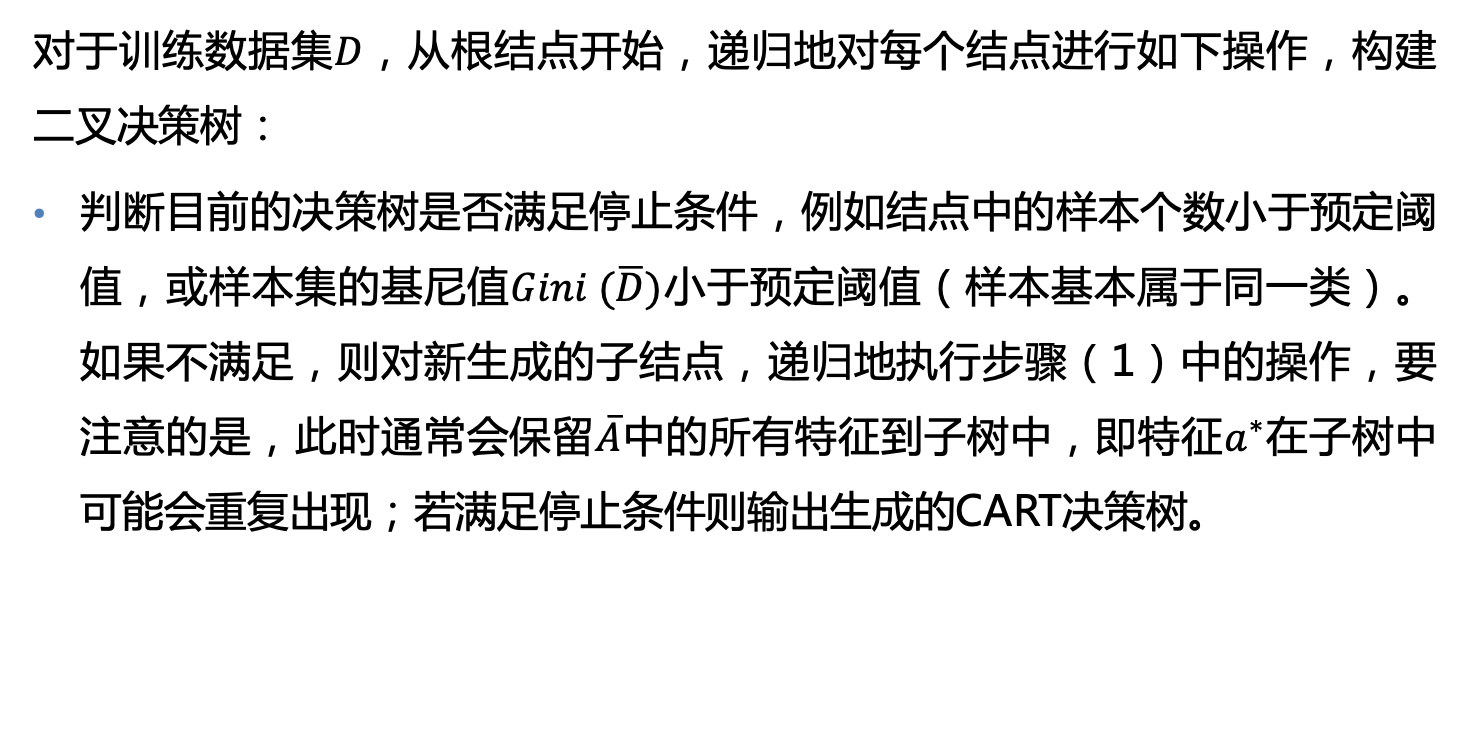 对于训练数据集D，从根结点开始，递归地对每个结点进行如下操作，构建
二叉决策树：
• 判断目前的决策树是否满足停止条件，例如结点中的样本个数小于预定阈
值，或样本集的基尼值Gini (D̅)小于预定阈值（样本基本属于同一类）。
如果不满足，则对新生成的子结点，递归地执行步骤（1）中的操作，要
注意的是，此时通常会保留A̅中的所有特征到子树中，即特征a*在子树中
可能会重复出现；若满足停止条件则输出生成的CART决策树。